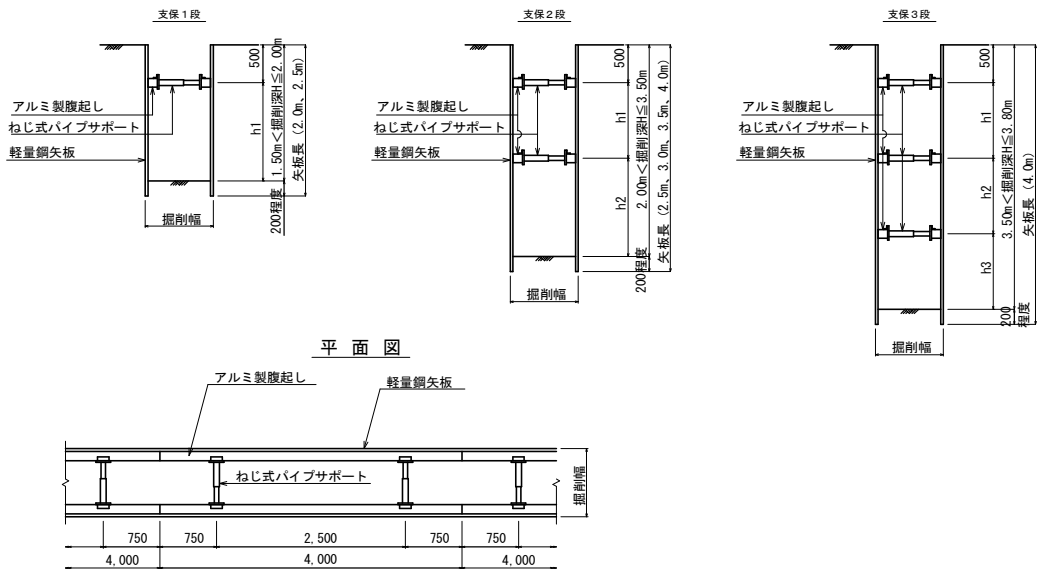 支保1段
500
h1
1.50m<掘削深H≦2.00m
矢板長(2.0m、2.5m)
200程度
アルミ製腹起し
ねじ式パイプサポート
軽量鋼矢板
掘削幅
支保2段
500
h1
h2
2.00m<掘削深H≦3.50m
矢板長(2.5m、3.0m、3.5m、4.0m)
200程度
アルミ製腹起し
ねじ式パイプサポート
軽量鋼矢板
掘削幅
支保3段
500
h1
h2
h3
3.50m<掘削深H≦3.80m
矢板長(4.0m)
200
程度
アルミ製腹起し
ねじ式パイプサポート
軽量鋼矢板
掘削幅
平面図
アルミ製腹起し
軽量鋼矢板
ねじ式パイプサポート
掘削幅
750 750 2,500 750 750
4,000 4,000 4,000